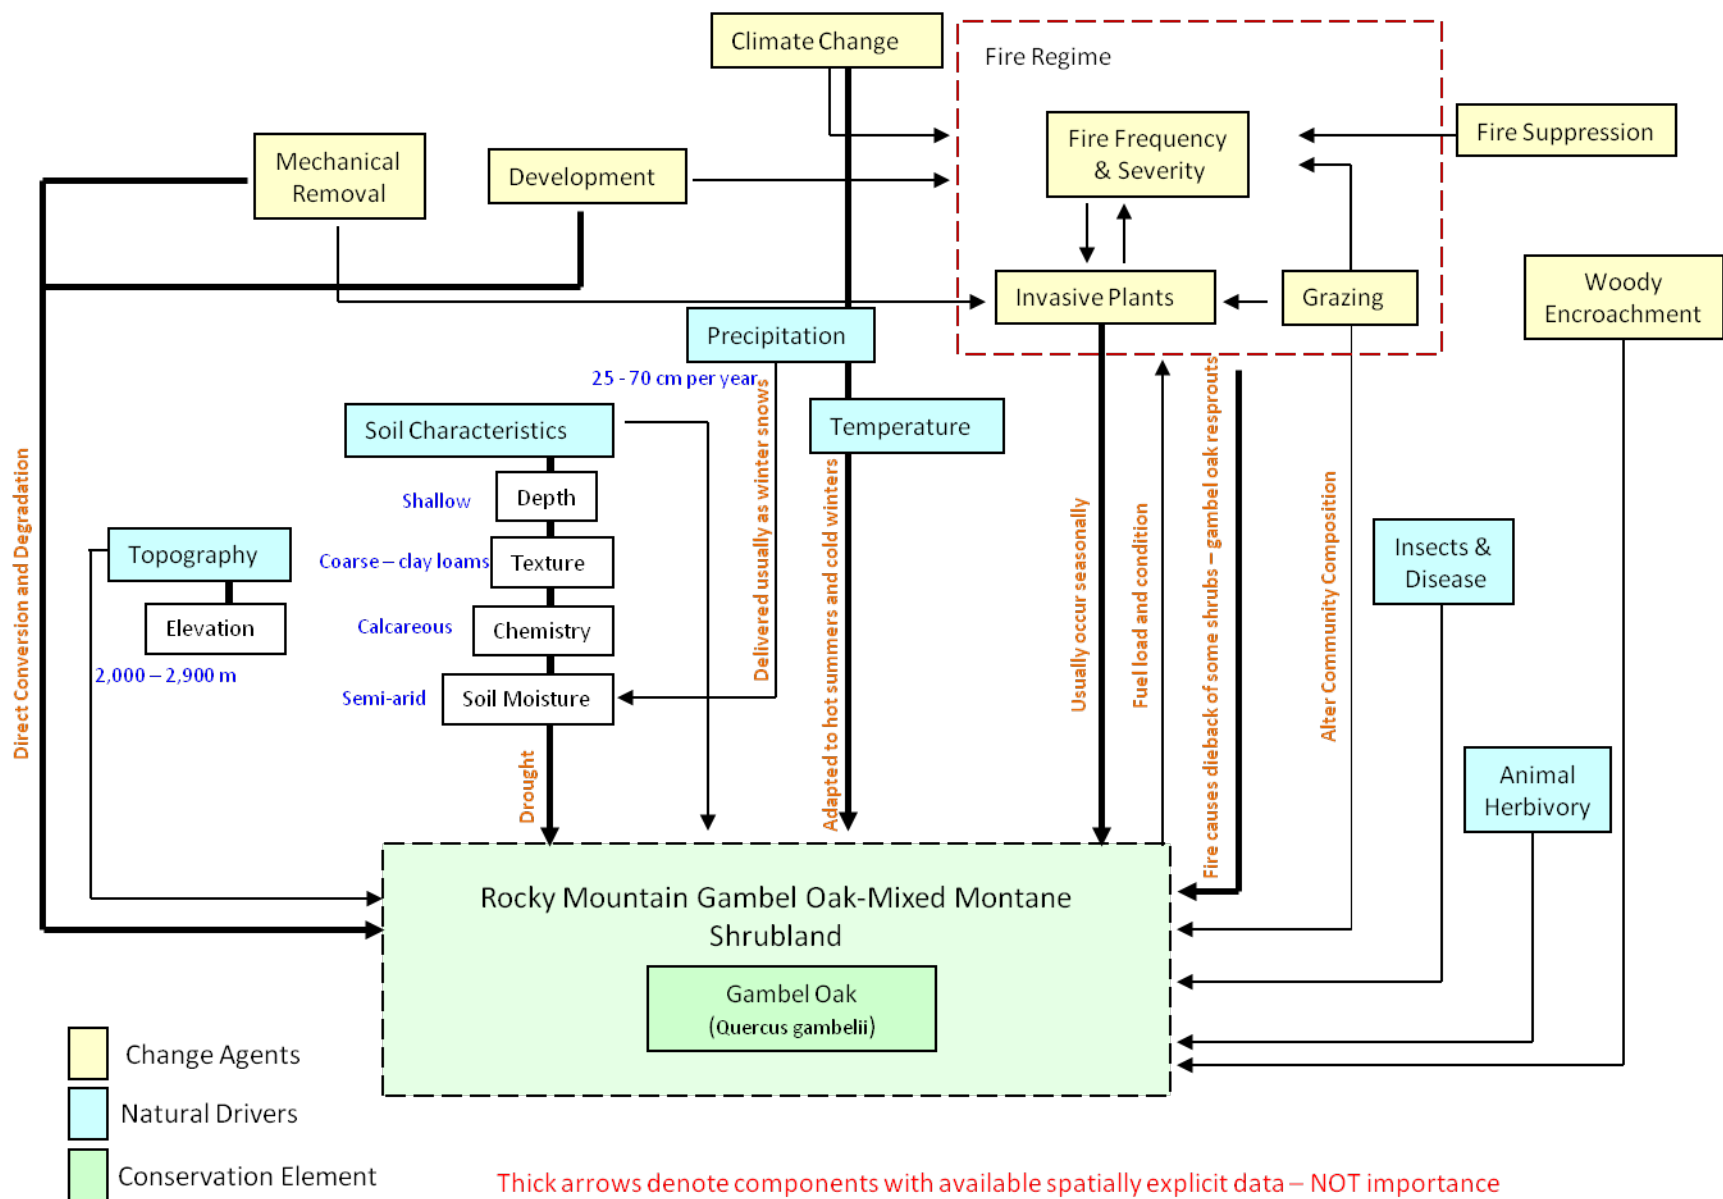 Climate Change
Fire Regime
Fire Frequency
& Severity
Fire Suppression
Mechanical
Removal
Development
Invasive Plants
Grazing
Woody
Encroachment
Precipitation
25 - 70 cm per year
Delivered usually as winter snows
Soil Characteristics
Temperature
Adapted to hot summers and cold winters
Usually occur seasonally
Fuel load and condition
Fire causes dieback of some shrubs – gambel oak resprouts
Alter Community Composition
Direct Conversion and Degradation
Shallow
Depth
Topography
Coarse – clay loams
Texture
Insects &
Disease
Elevation
Calcareous
Chemistry
2,000 – 2,900 m
Semi-arid
Soil Moisture
Drought
Animal
Herbivory
Rocky Mountain Gambel Oak-Mixed Montane
Shrubland
Gambel Oak
(Quercus gambelii)
Change Agents
Natural Drivers
Conservation Element
Thick arrows denote components with available spatially explicit data – NOT importance